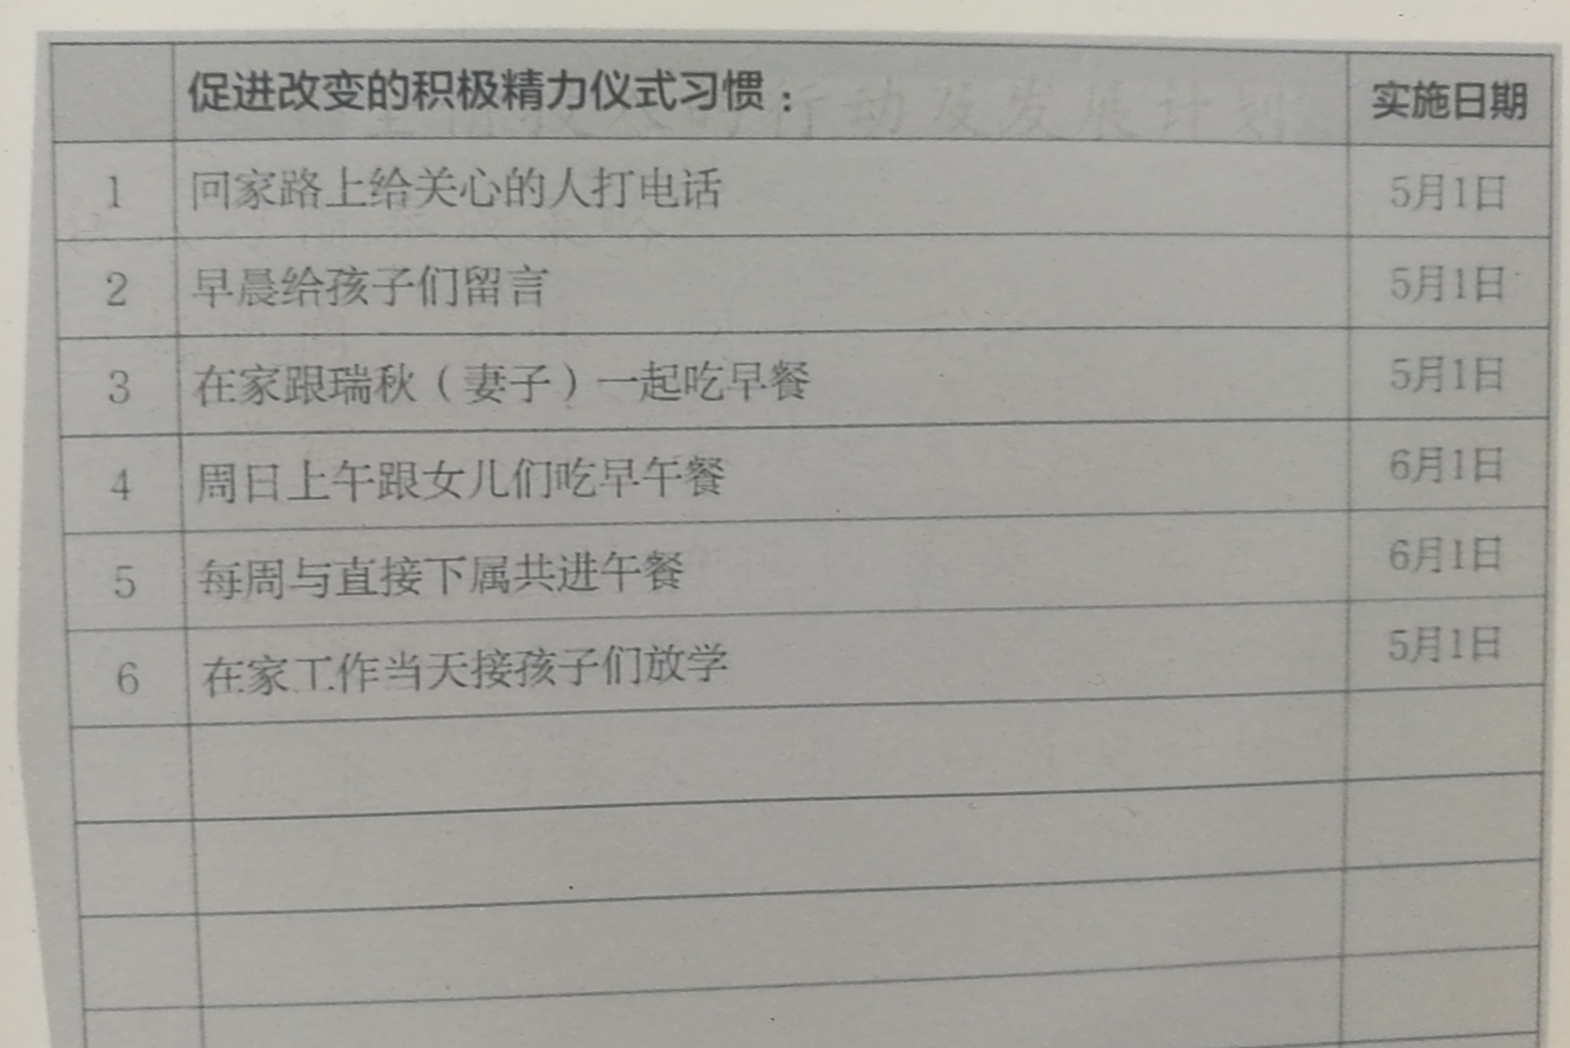 促进改变的积极精力仪式习惯： 实施日期
1 回家路上给关心的人打电话 5月1日
2 早晨给孩子们留言 5月1日
3 在家跟瑞秋（妻子）一起吃早餐 5月1日
4 周日上午跟女儿们吃早午餐 6月1日
5 每周与直接下属共进午餐 6月1日
6 在家工作当天接孩子们放学 5月1日